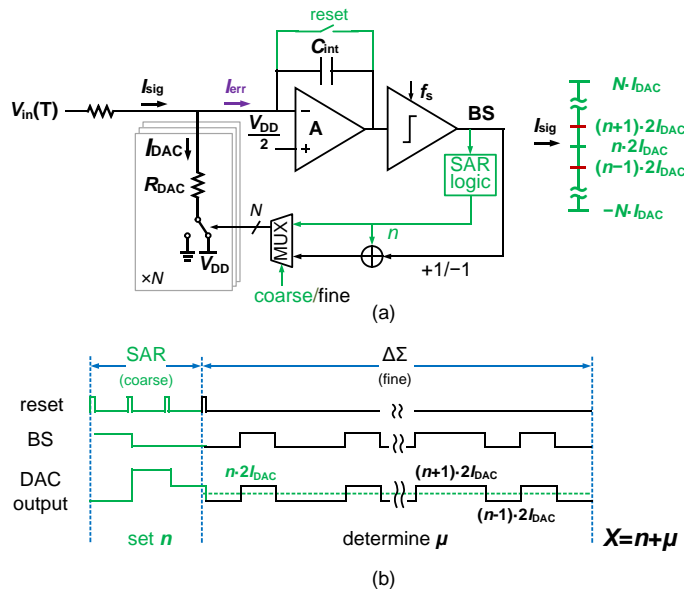 reset
C_int
I_sig
I_err
f_s
BS
N·I_DAC
V_in(T)
A
I_sig
(n+1)·2I_DAC
n·2I_DAC
(n−1)·2I_DAC
−N·I_DAC
V_DD/2
I_DAC
SAR logic
R_DAC
N
MUX
n
V_DD
×N
+1/−1
coarse/fine
(a)
SAR
ΔΣ
(coarse)
(fine)
reset
BS
DAC output
n·2I_DAC
(n+1)·2I_DAC
(n−1)·2I_DAC
set n
determine μ
X=n+μ
(b)